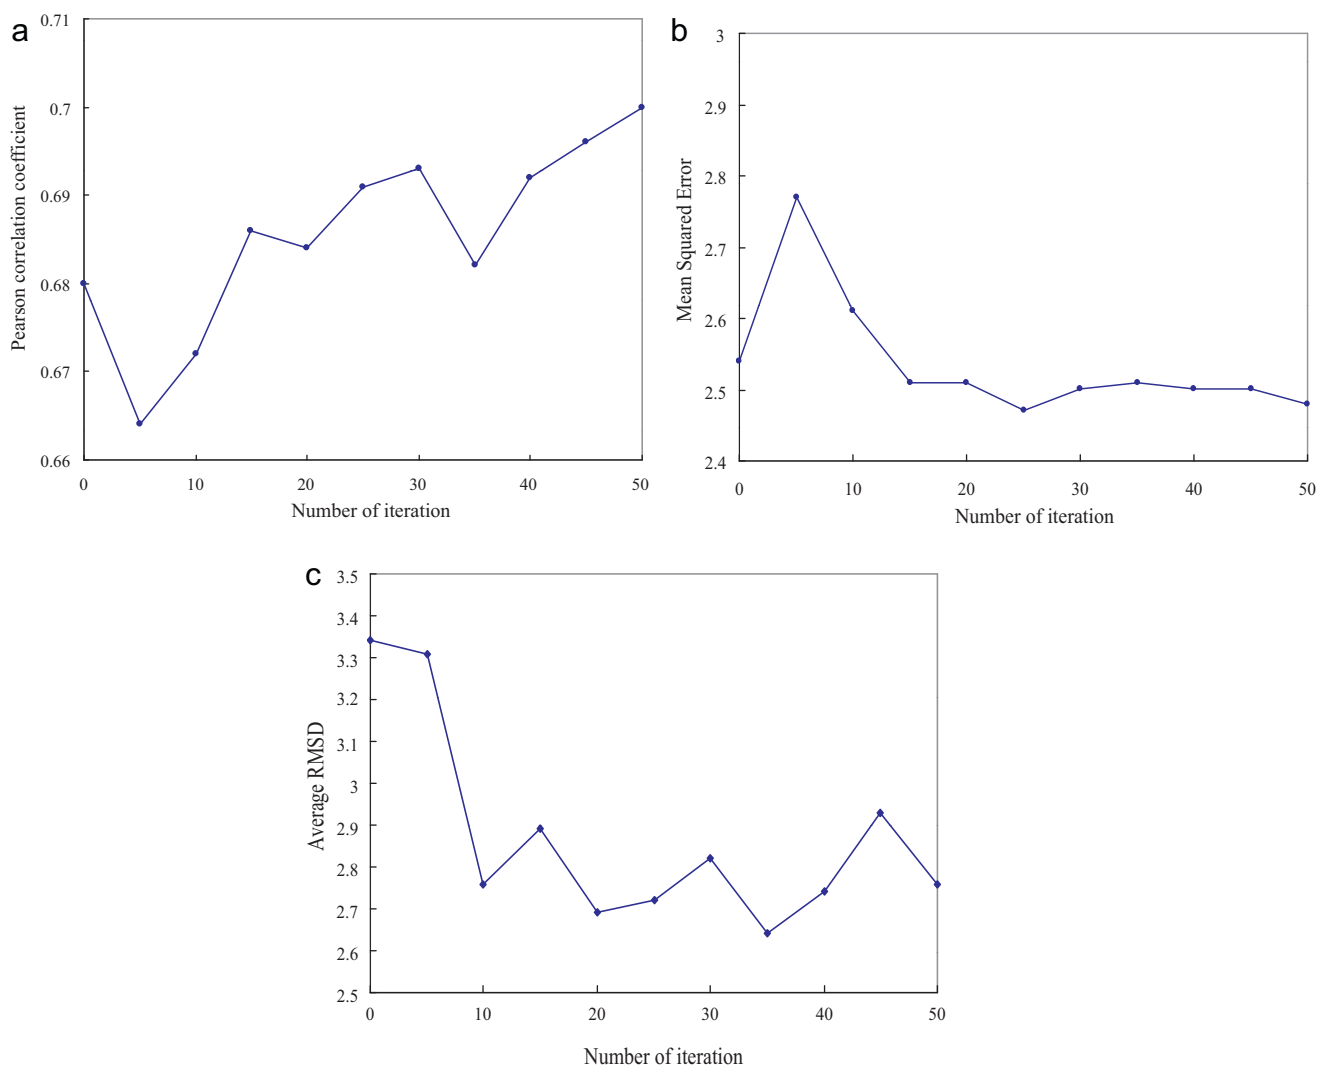 a
0.71
0.7
0.69
0.68
0.67
0.66
Pearson correlation coefficient
0 10 20 30 40 50
Number of iteration
b
3
2.9
2.8
2.7
2.6
2.5
2.4
Mean Squared Error
0 10 20 30 40 50
Number of iteration
c
3.5
3.4
3.3
3.2
3.1
3
2.9
2.8
2.7
2.6
2.5
Average RMSD
0 10 20 30 40 50
Number of iteration